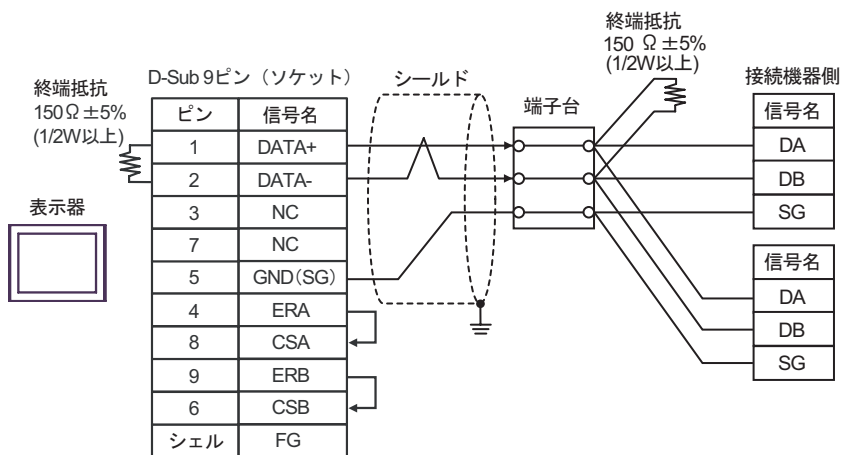 終端抵抗
150 Ω ±5%
(1/2W以上)
D-Sub 9ピン（ソケット）
シールド
接続機器側
終端抵抗
150Ω ±5%
(1/2W以上)
端子台
ピン 信号名
1 DATA+
2 DATA-
3 NC
7 NC
5 GND(SG)
4 ERA
8 CSA
9 ERB
6 CSB
シェル FG
表示器
信号名
DA
DB
SG
信号名
DA
DB
SG